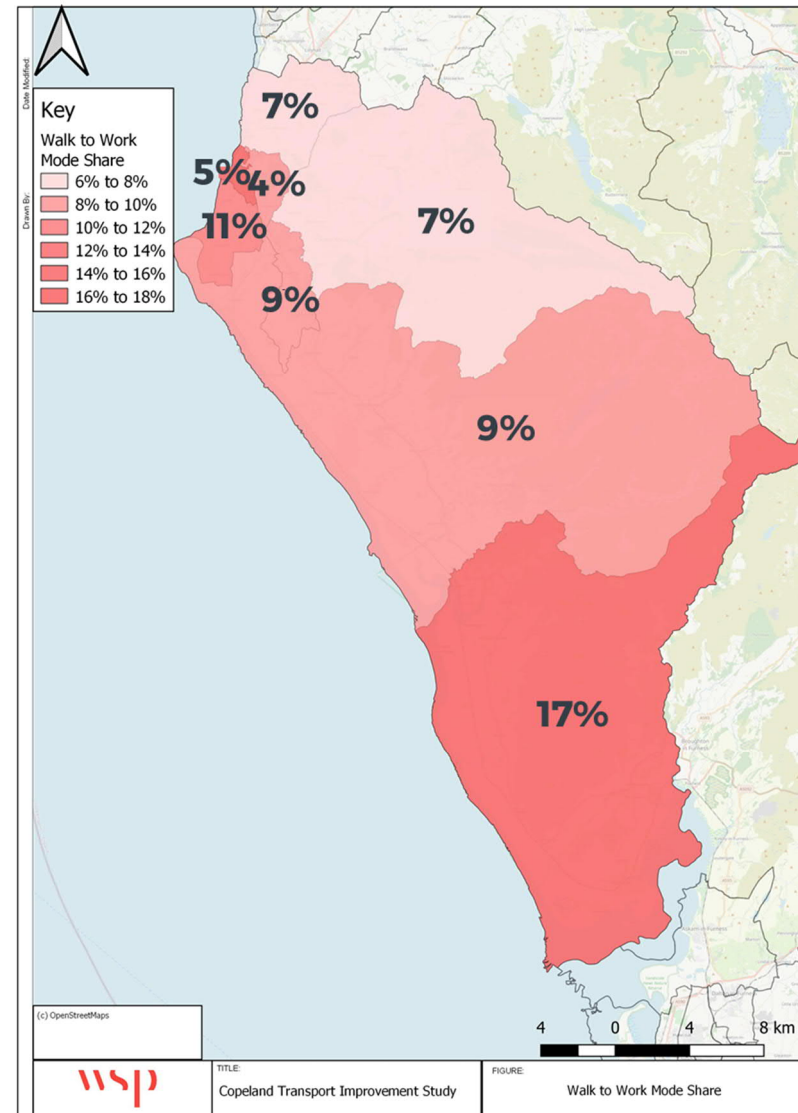 Date Modified:
Drawn By:
Key
Walk to Work
Mode Share
6% to 8%
8% to 10%
10% to 12%
12% to 14%
14% to 16%
16% to 18%
7%
5%
4%
11%
7%
9%
9%
17%
(c) OpenStreetMaps
4 0 4 8 km
wsp
TITLE:
Copeland Transport Improvement Study
FIGURE:
Walk to Work Mode Share